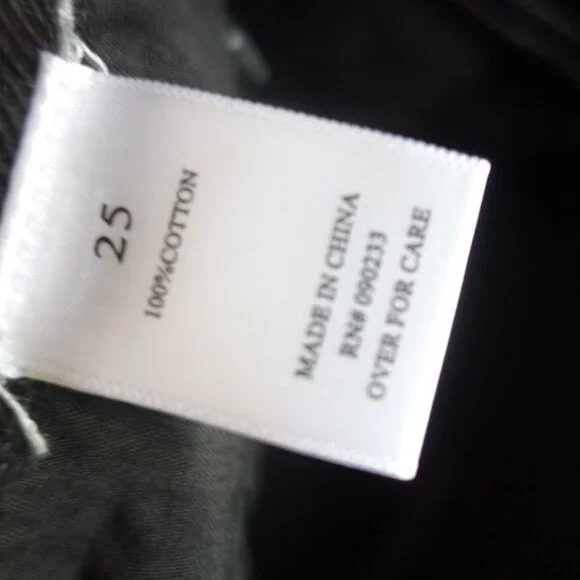 25
100%COTTON
MADE IN CHINA
RN# 090233
OVER FOR CARE